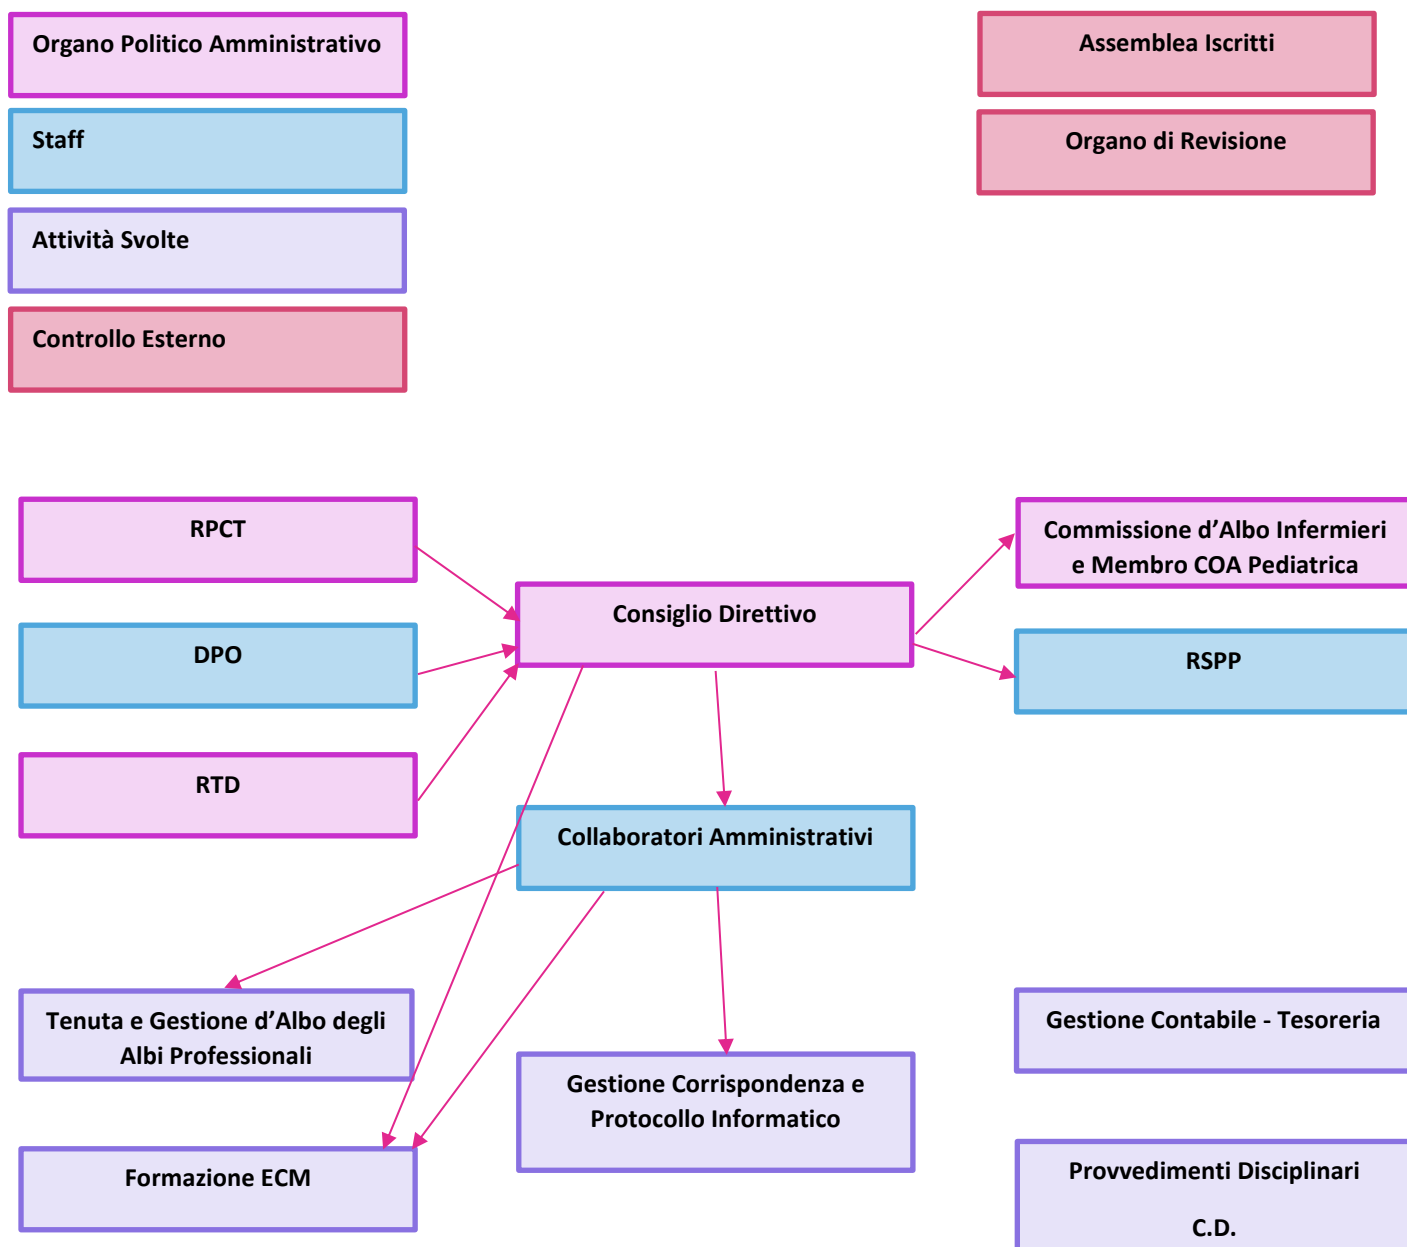 Organo Politico Amministrativo
Assemblea Iscritti
Staff
Organo di Revisione
Attività Svolte
Controllo Esterno
RPCT
Commissione d’Albo Infermieri
e Membro COA Pediatrica
Consiglio Direttivo
DPO
RSPP
RTD
Collaboratori Amministrativi
Tenuta e Gestione d’Albo degli
Albi Professionali
Gestione Contabile - Tesoreria
Gestione Corrispondenza e
Protocollo Informatico
Formazione ECM
Provvedimenti Disciplinari
C.D.